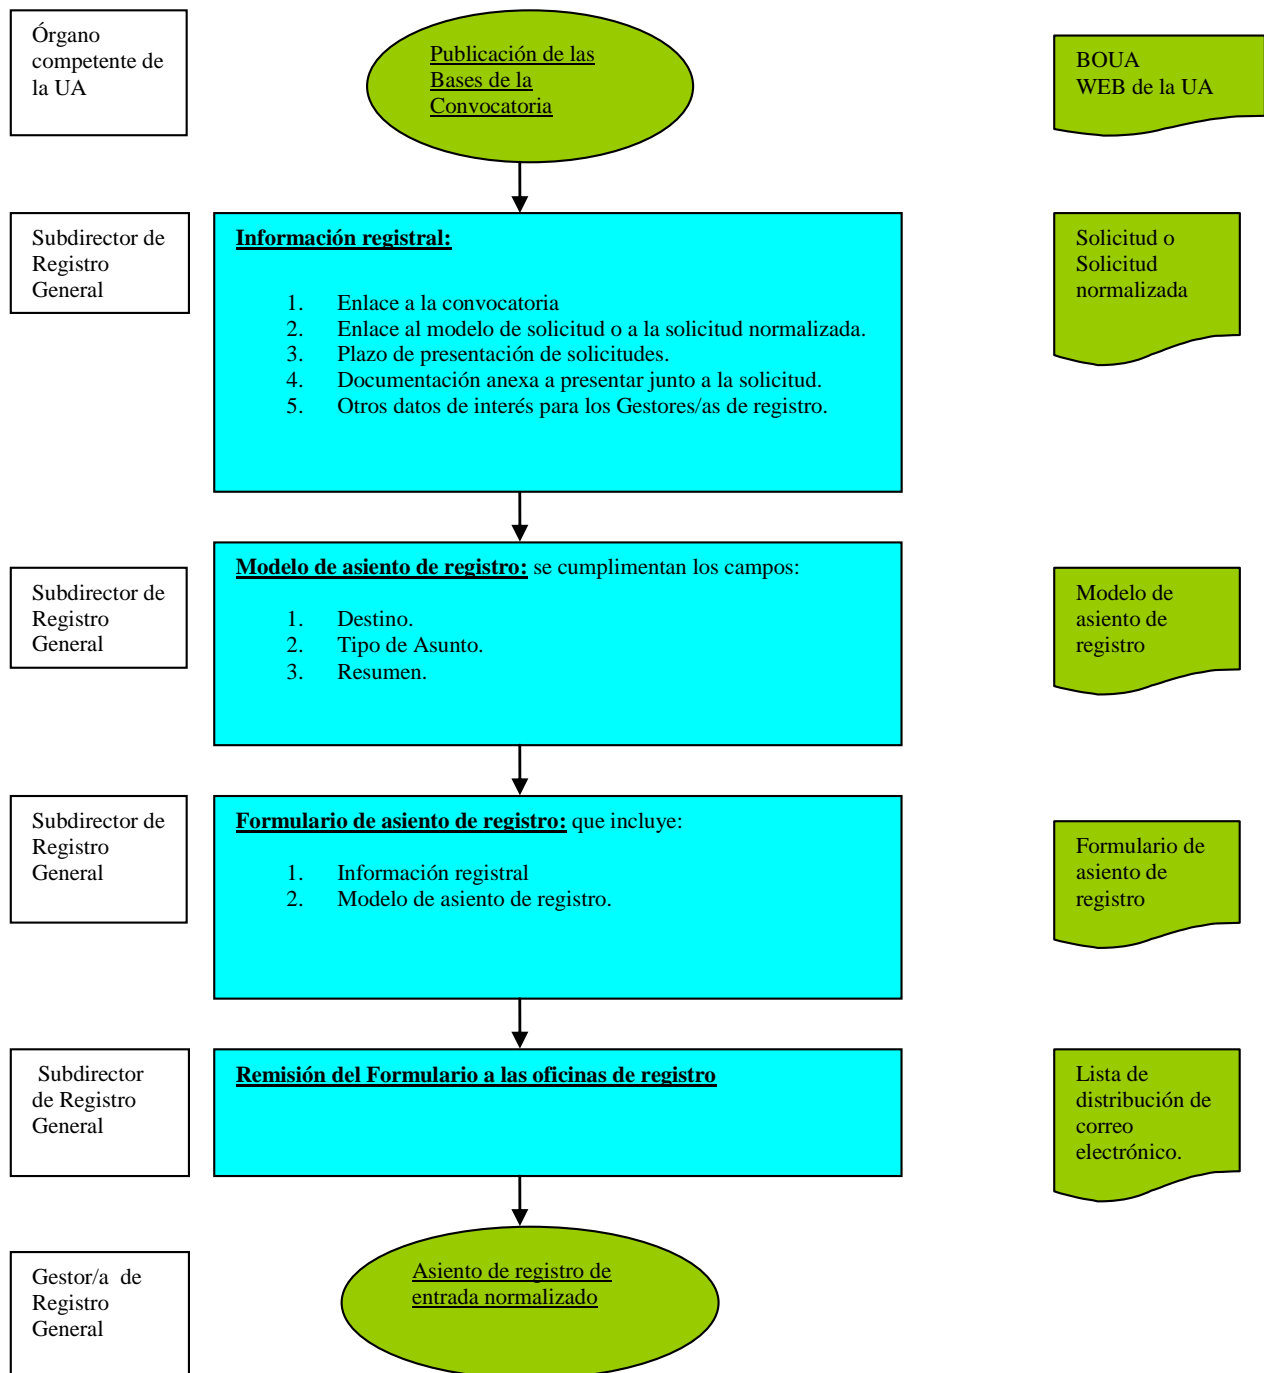 Órgano
competente de
la UA
Publicación de las
Bases de la
Convocatoria
BOUA
WEB de la UA
Subdirector de
Registro
General
Información registral:
1. Enlace a la convocatoria
2. Enlace al modelo de solicitud o a la solicitud normalizada.
3. Plazo de presentación de solicitudes.
4. Documentación anexa a presentar junto a la solicitud.
5. Otros datos de interés para los Gestores/as de registro.
Solicitud o
Solicitud
normalizada
Subdirector de
Registro
General
Modelo de asiento de registro: se cumplimentan los campos:
1. Destino.
2. Tipo de Asunto.
3. Resumen.
Modelo de
asiento de
registro
Subdirector de
Registro
General
Formulario de asiento de registro: que incluye:
1. Información registral
2. Modelo de asiento de registro.
Formulario de
asiento de
registro
Subdirector
de Registro
General
Remisión del Formulario a las oficinas de registro
Lista de
distribución de
correo
electrónico.
Gestor/a de
Registro
General
Asiento de registro de
entrada normalizado